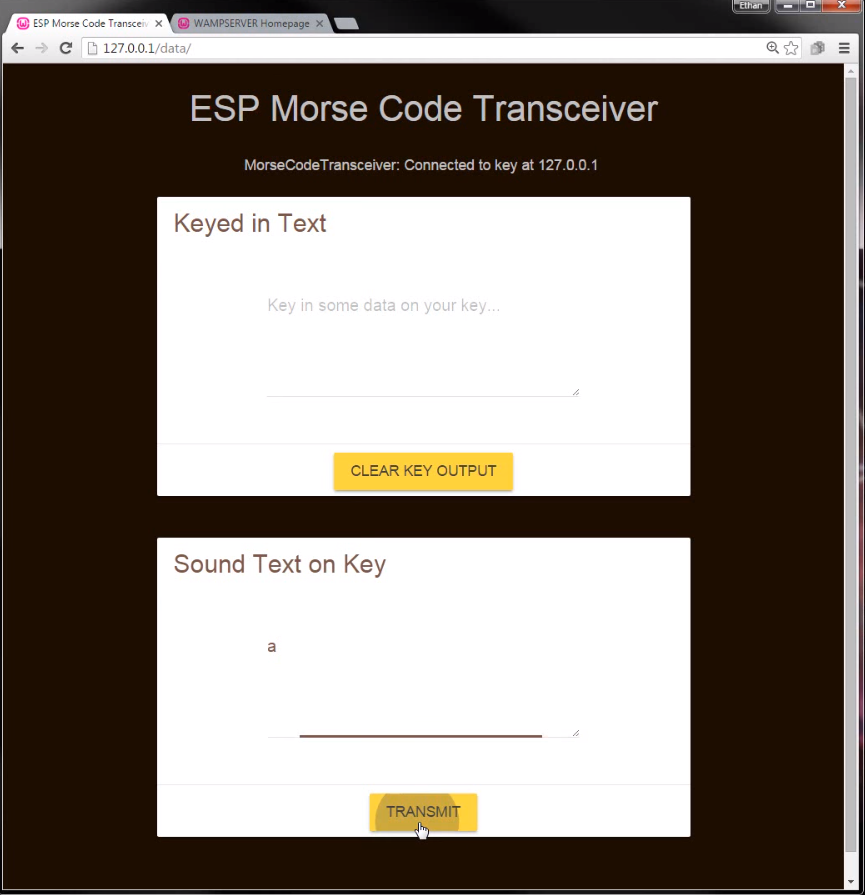 Ethan
ESP Morse Code Transceiv
WAMPSERVER Homepage
127.0.0.1/data/
ESP Morse Code Transceiver
MorseCodeTransceiver: Connected to key at 127.0.0.1
Keyed in Text
Key in some data on your key...
CLEAR KEY OUTPUT
Sound Text on Key
a
TRANSMIT